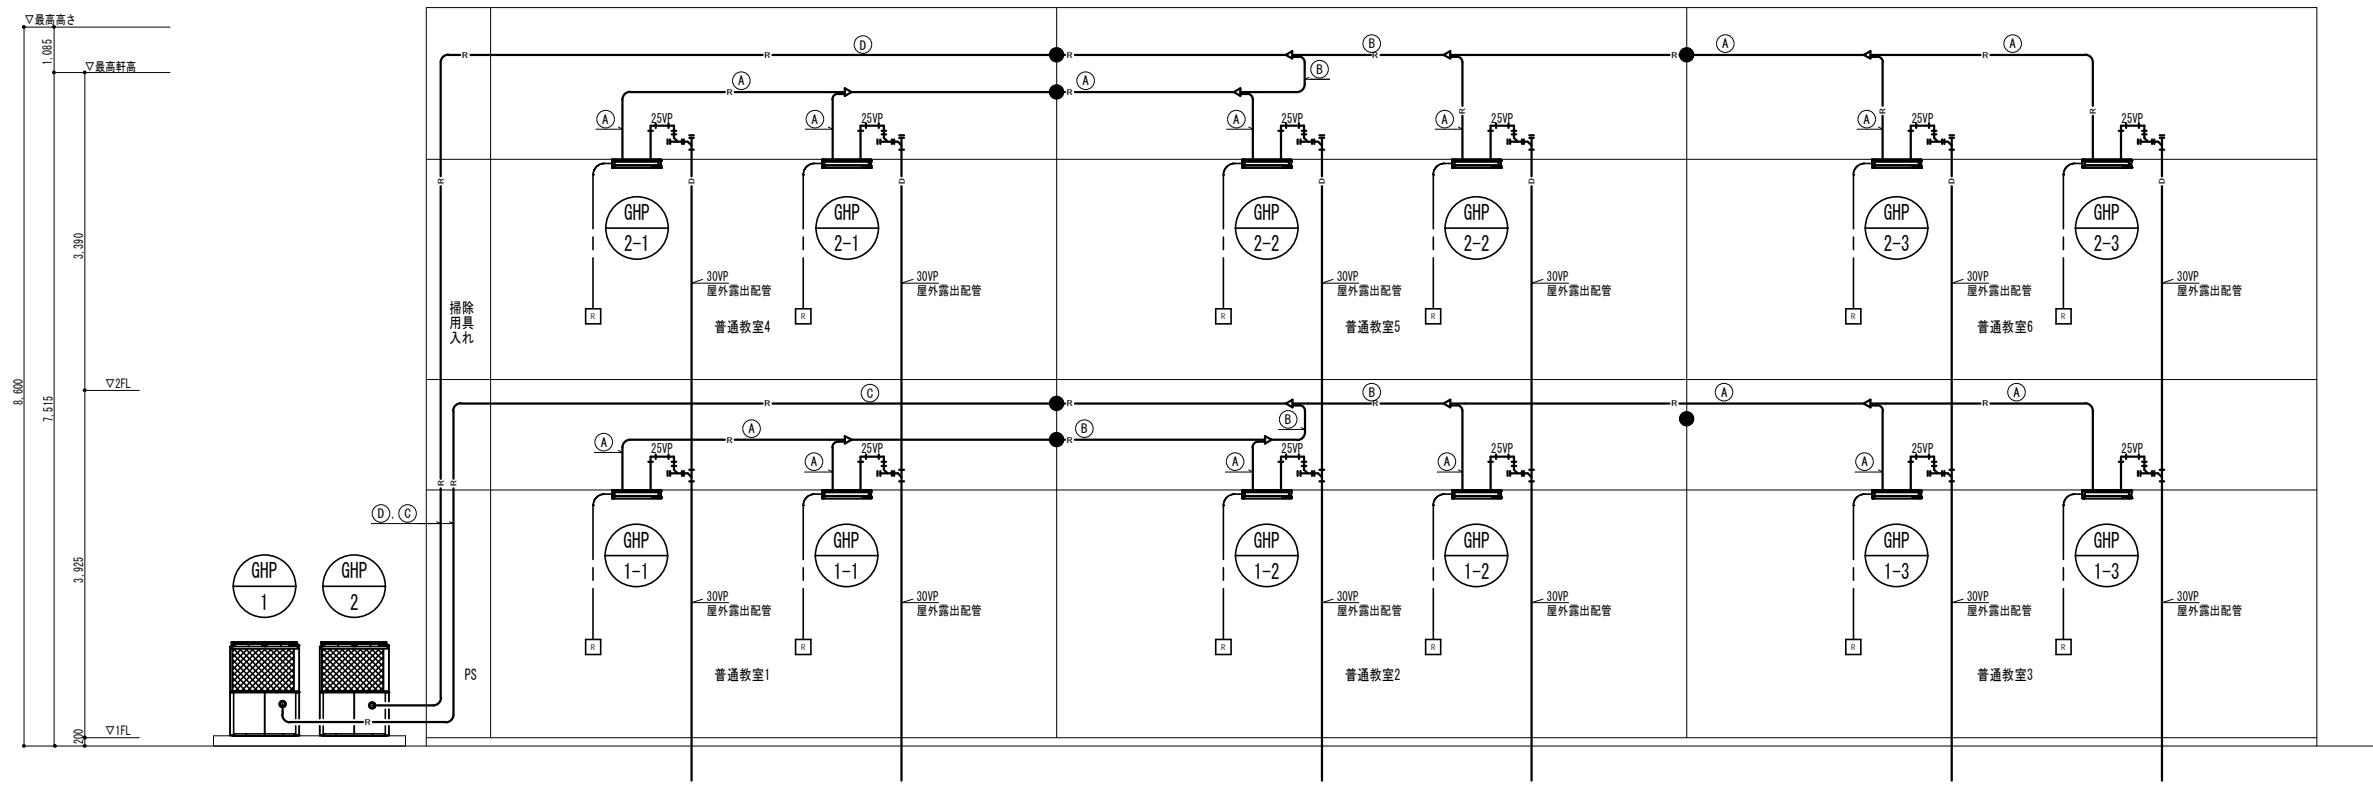 ▽最高高さ
1,085
▽最高軒高
R
R
D
R
B
R
R
A
A
R
A
R
A
R
B
R
R
A
25VP
A
25VP
A
25VP
A
25VP
A
25VP
25VP
R
D
D
D
D
D
D
GHP
2-1
GHP
2-1
GHP
2-2
GHP
2-2
GHP
2-3
GHP
2-3
3,390
30VP
屋外露出配管
30VP
屋外露出配管
30VP
屋外露出配管
30VP
屋外露出配管
30VP
屋外露出配管
30VP
屋外露出配管
掃除
用具
入れ
R
R
R
R
R
R
普通教室4
普通教室5
普通教室6
▽2FL
8,600
7,515
C
R
R
B
R
A
R
A
R
A
A
R
B
R
B
25VP
A
25VP
A
25VP
A
25VP
A
25VP
25VP
R
R
D, C
GHP
1-1
GHP
1-1
GHP
1-2
GHP
1-2
GHP
1-3
GHP
1-3
3,925
GHP
1
GHP
2
30VP
屋外露出配管
30VP
屋外露出配管
30VP
屋外露出配管
30VP
屋外露出配管
30VP
屋外露出配管
30VP
屋外露出配管
R
R
R
R
R
R
PS
普通教室1
普通教室2
普通教室3
R
200
▽1FL